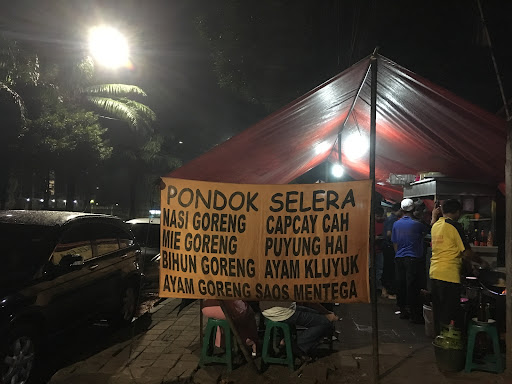 PONDOK SELERA
NASI GORENG CAPCAY CAH
MIE GORENG PUYUNG HAI
BIHUN GORENG AYAM KLUYUK
AYAM GORENG SAOS MENTEGA